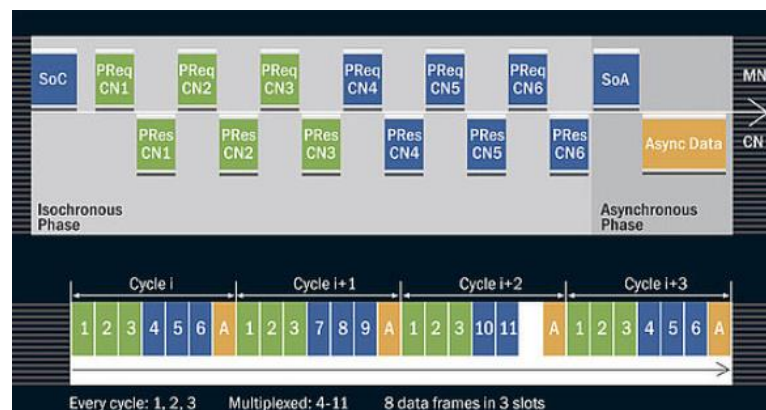 SoC PReq CN1 PReq CN2 PReq CN3 PReq CN4 PReq CN5 PReq CN6 SoA MN
PRes CN1 PRes CN2 PRes CN3 PRes CN4 PRes CN5 PRes CN6 Async Data CN
Isochronous Phase Asynchronous Phase
Cycle i Cycle i+1 Cycle i+2 Cycle i+3
1 2 3 4 5 6 A 1 2 3 7 8 9 A 1 2 3 10 11 A 1 2 3 4 5 6 A
Every cycle: 1, 2, 3 Multiplexed: 4-11 8 data frames in 3 slots